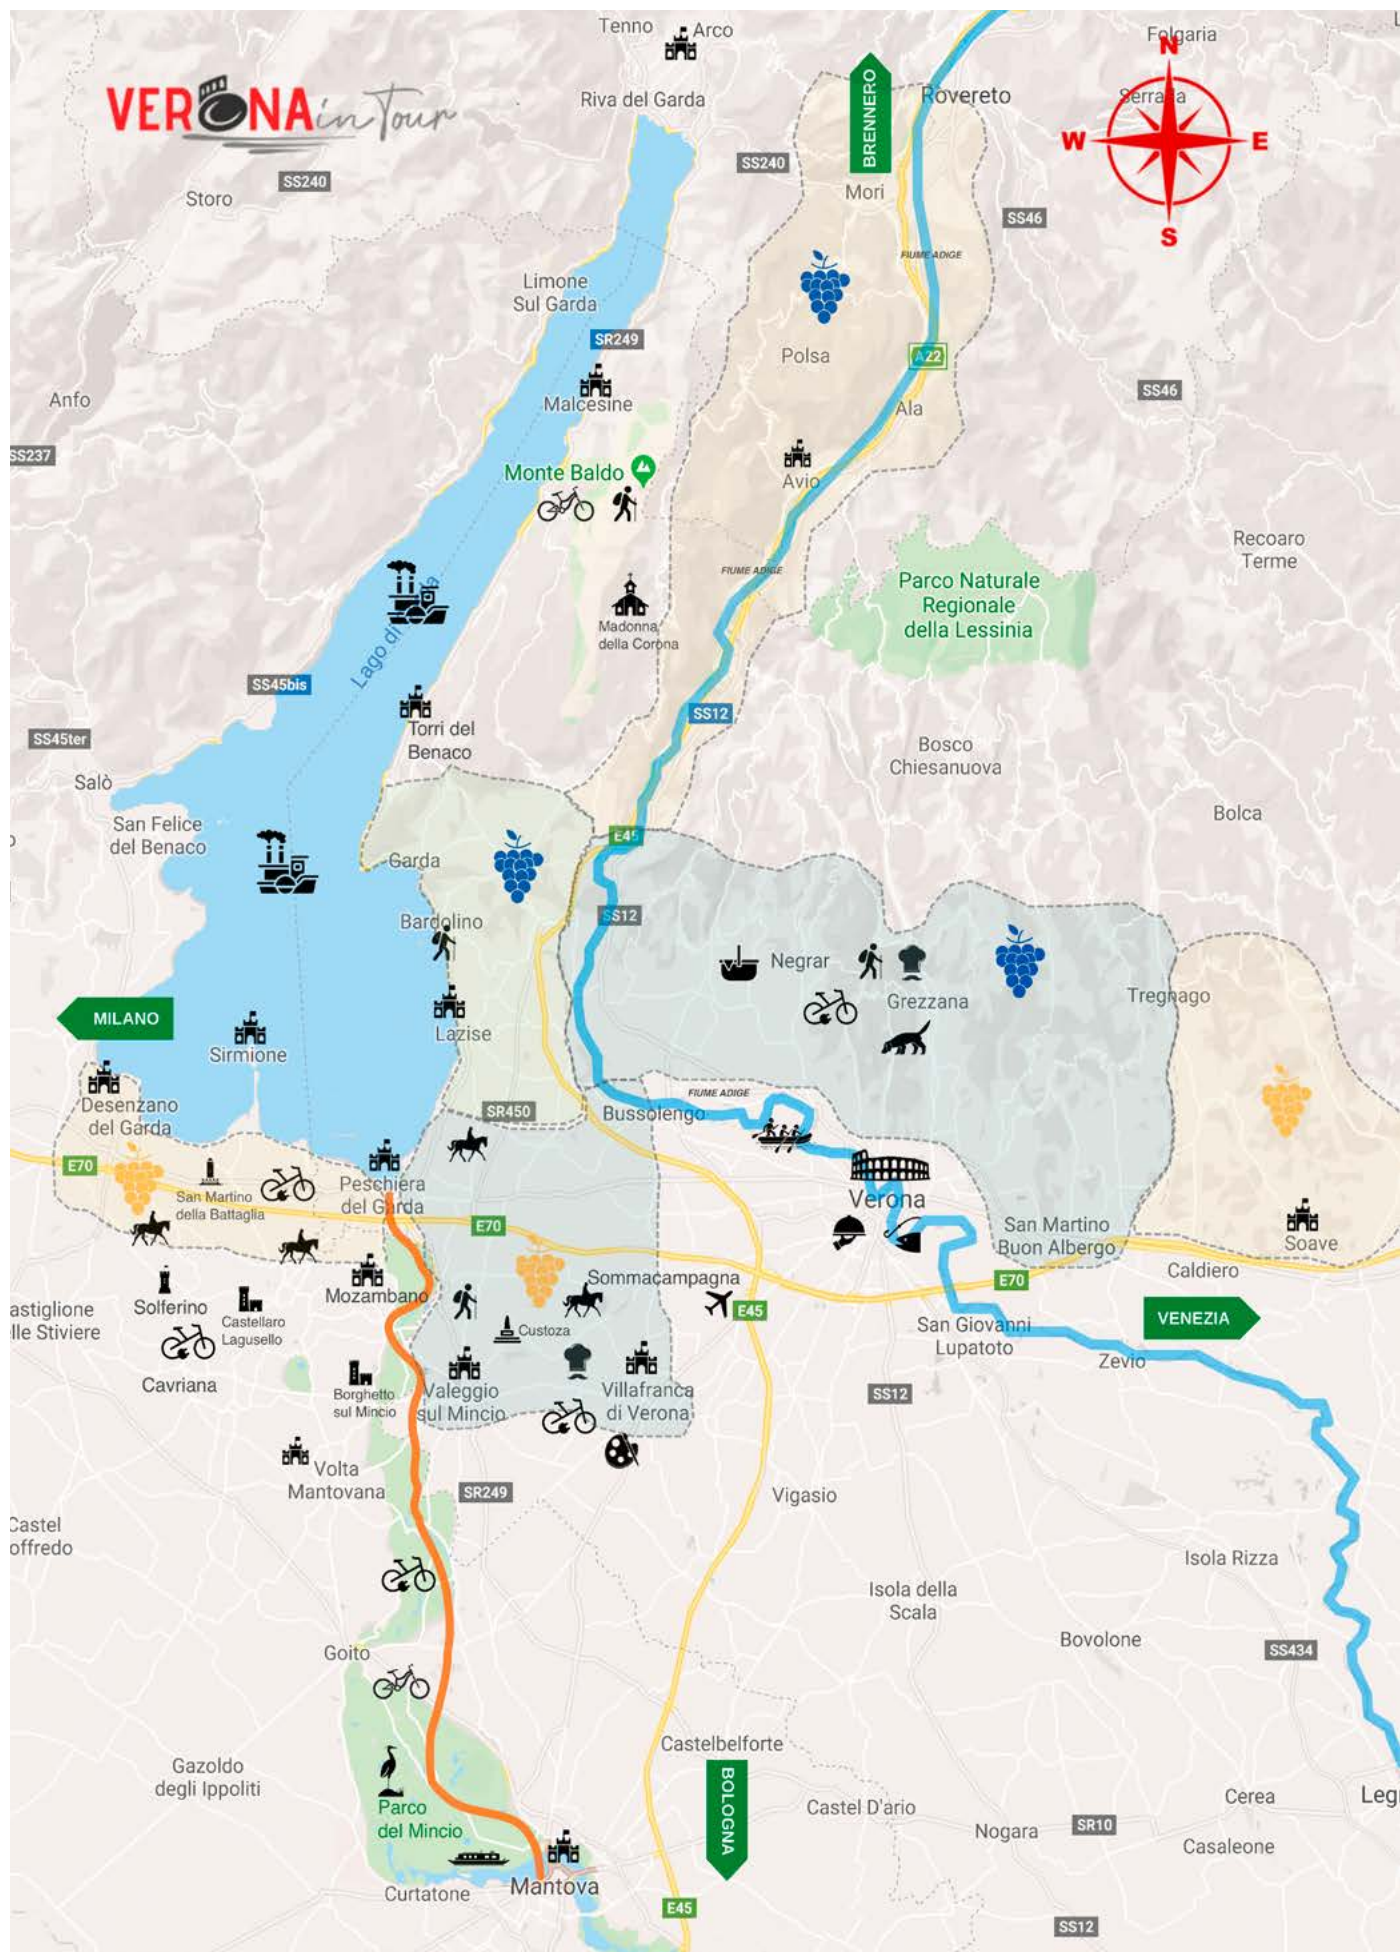 Tenno
Arco
Folgaria
N
VERONA in Tour
BRENNERO
Riva del Garda
Rovereto
Serrada
W
E
SS240
SS240
Storo
Mori
SS46
S
FIUME ADIGE
Limone
Sul Garda
SR249
Polsa
A22
Anfo
Malcesine
Ala
SS46
SS237
Monte Baldo
Avio
Recoaro
Terme
FIUME ADIGE
Parco Naturale
Regionale
della Lessinia
Madonna
della Corona
Lago di
SS45bis
SS12
Torri del
Benaco
SS45ter
Bosco
Chiesanuova
Salò
Bolca
San Felice
del Benaco
E45
Garda
SS12
Bardolino
Negrar
Grezzana
Tregnago
MILANO
Lazise
Sirmione
Desenzano
del Garda
SR450
Bussolengo
FIUME ADIGE
E70
San Martino
della Battaglia
Peschiera
del Garda
Verona
E70
San Martino
Buon Albergo
Soave
Mozambano
Sommacampagna
E70
Caldiero
Solferino
Castellaro
Lagusello
E45
VENEZIA
astiglione
lle Stiviere
Custoza
San Giovanni
Lupatoto
Zevio
Cavriana
Borghetto
sul Mincio
Valeggio
sul Mincio
Villafranca
di Verona
SS12
Volta
Mantovana
SR249
Vigasio
Castel
offredo
Isola Rizza
Isola della
Scala
Goito
Bovolone
SS434
Castelbelforte
Gazoldo
degli Ippoliti
BOLOGNA
Parco
del Mincio
Castel D'ario
Cerea
Legn
Nogara
SR10
Casaleone
Curtatone
Mantova
E45
SS12